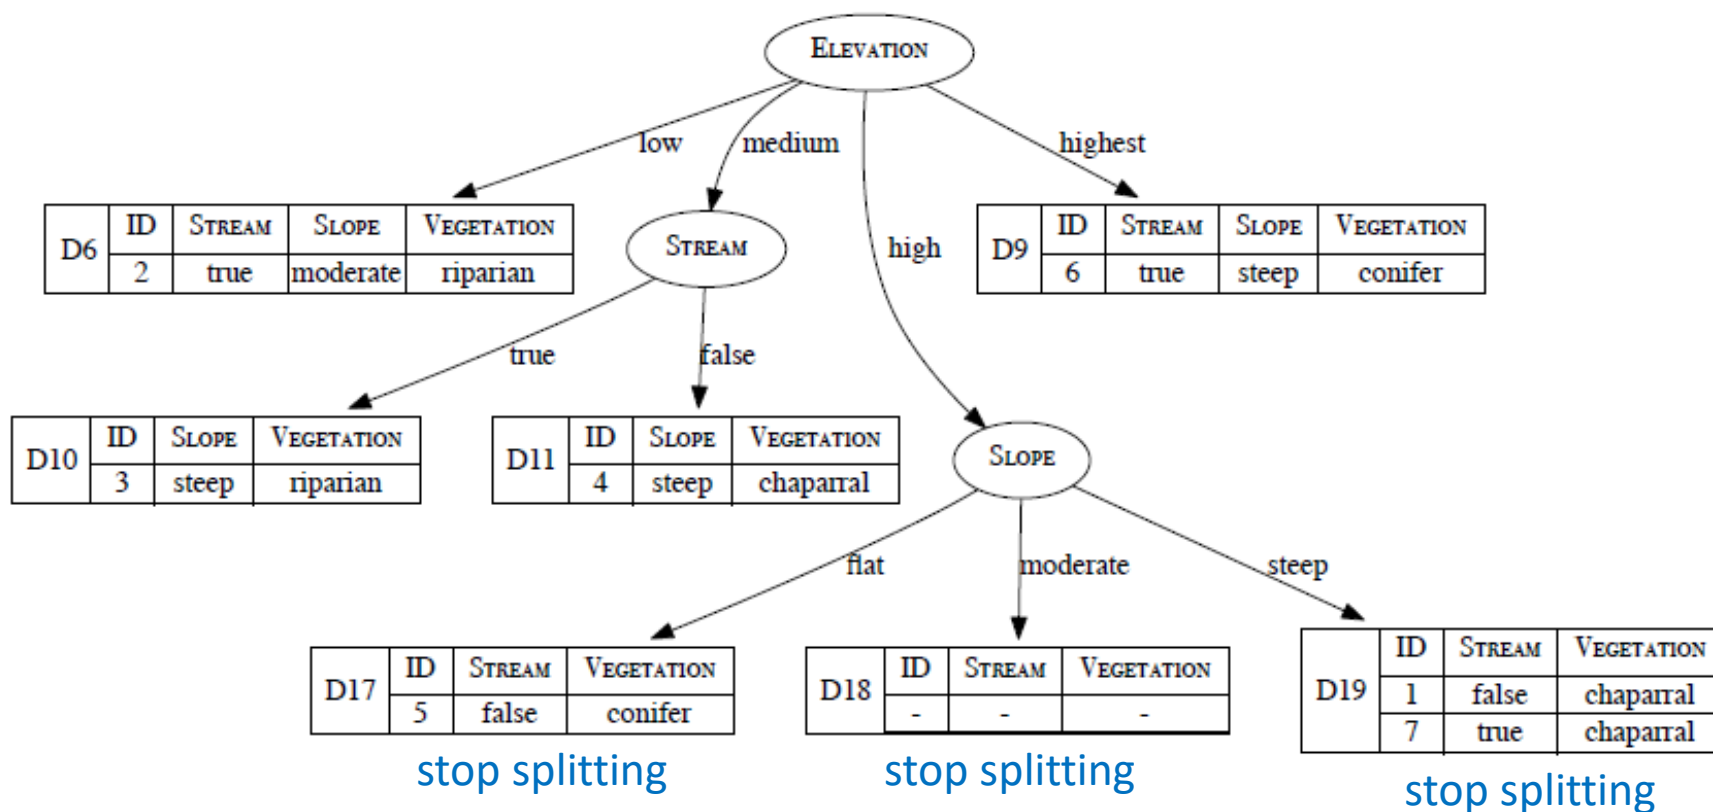 ELEVATION
low medium high highest
D6 ID STREAM SLOPE VEGETATION
2 true moderate riparian
STREAM
D9 ID STREAM SLOPE VEGETATION
6 true steep conifer
true false
D10 ID SLOPE VEGETATION
3 steep riparian
D11 ID SLOPE VEGETATION
4 steep chaparral
SLOPE
flat moderate steep
D17 ID STREAM VEGETATION
5 false conifer
D18 ID STREAM VEGETATION
- - -
D19 ID STREAM VEGETATION
1 false chaparral
7 true chaparral
stop splitting
stop splitting
stop splitting